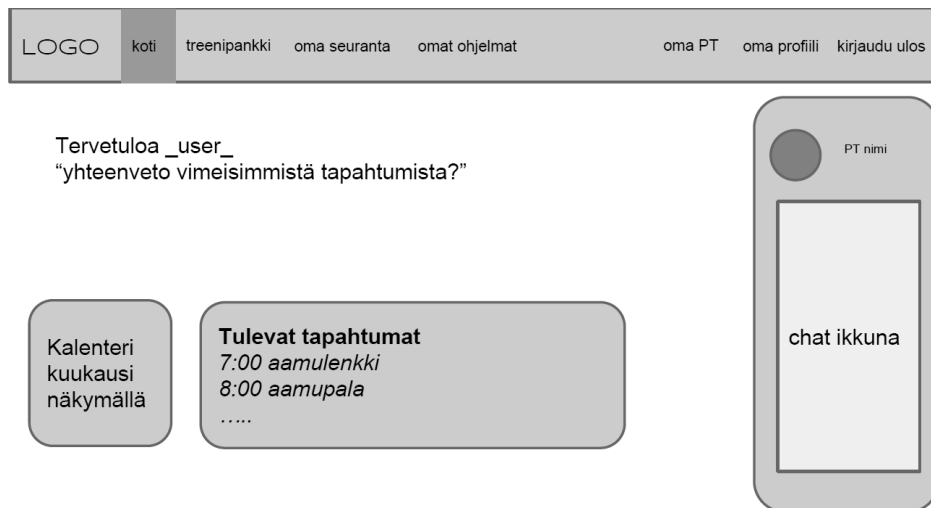 LOGO koti treenipankki oma seuranta omat ohjelmat oma PT oma profiili kirjaudu ulos
Tervetuloa _user_
“yhteenveto vimeisimmistä tapahtumista?”
PT nimi
chat ikkuna
Kalenteri
kuukausi
näkymällä
Tulevat tapahtumat
7:00 aamulenkki
8:00 aamupala
…..